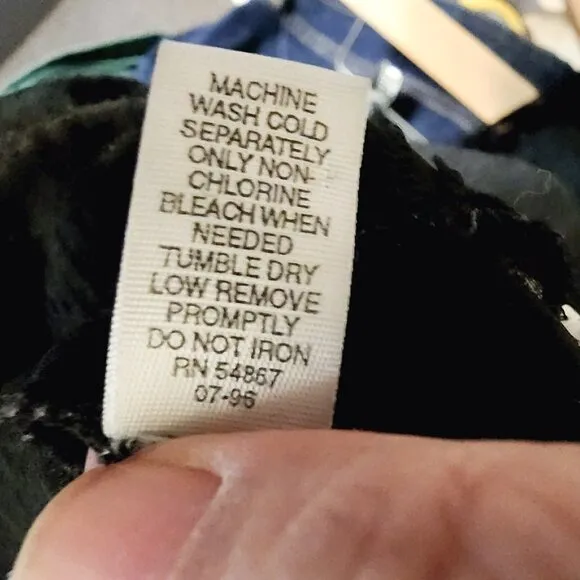 MACHINE
WASH COLD
SEPARATELY
ONLY NON-
CHLORINE
BLEACH WHEN
NEEDED
TUMBLE DRY
LOW REMOVE
PROMPTLY
DO NOT IRON
RN 54867
07-96